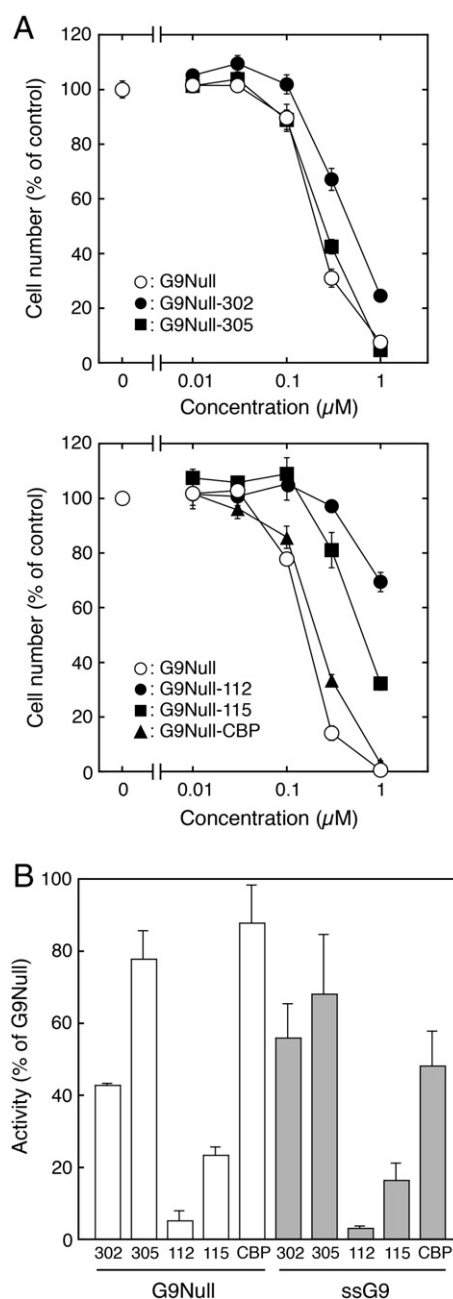 A
120
100
80
60
40
20
0
Cell number (% of control)
○: G9Null
●: G9Null-302
■: G9Null-305
0 0.01 0.1 1
Concentration (µM)
120
100
80
60
40
20
0
Cell number (% of control)
○: G9Null
●: G9Null-112
■: G9Null-115
▲: G9Null-CBP
0 0.01 0.1 1
Concentration (µM)
B
100
80
60
40
20
0
Activity (% of G9Null)
302 305 112 115 CBP 302 305 112 115 CBP
G9Null ssG9